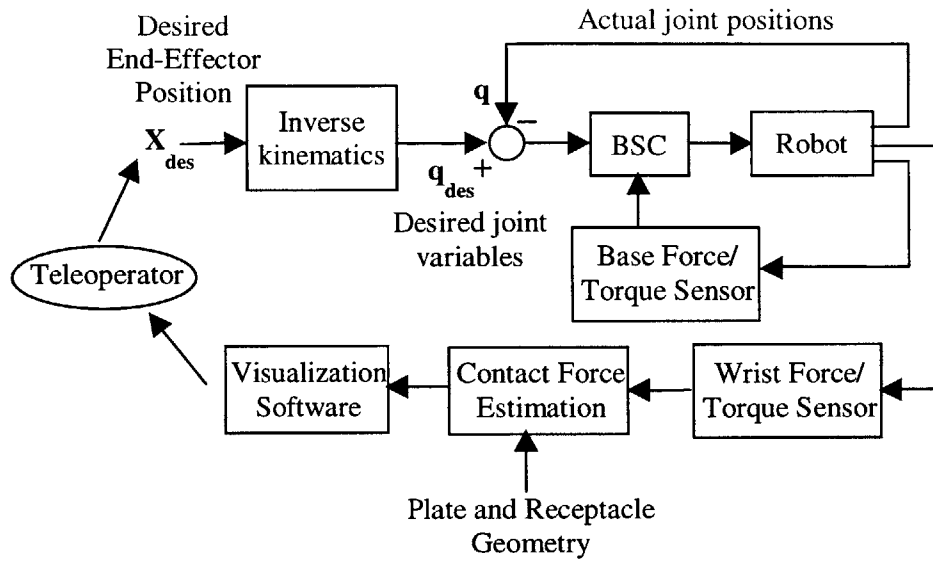 Desired
End-Effector
Position
Actual joint positions
q
−
X des
Inverse
kinematics
q des
+
BSC
Robot
Desired joint
variables
Base Force/
Torque Sensor
Teleoperator
Visualization
Software
Contact Force
Estimation
Wrist Force/
Torque Sensor
Plate and Receptacle
Geometry